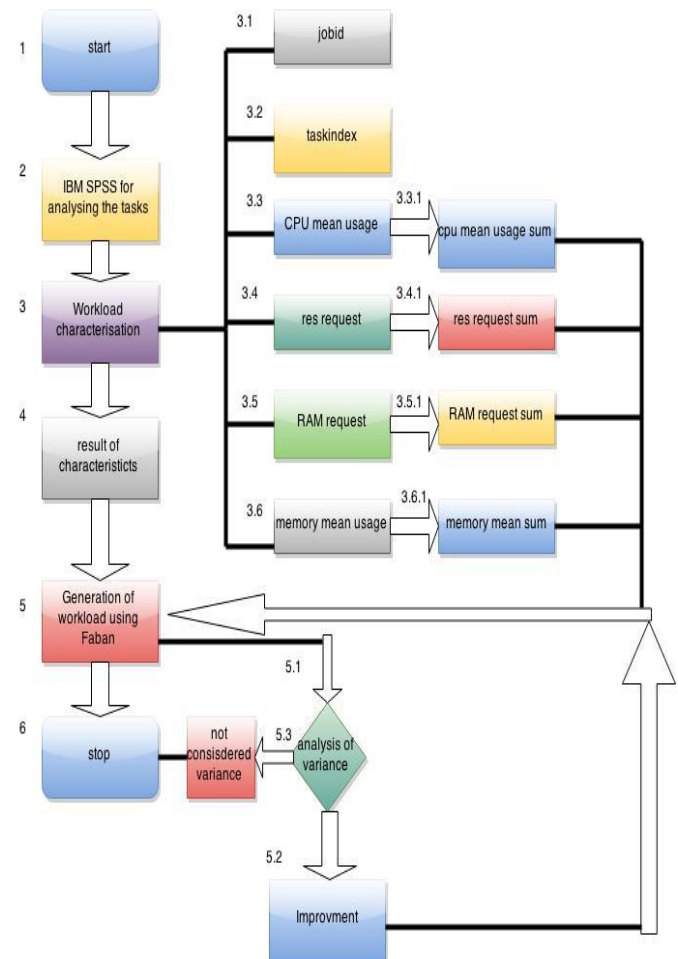 1
start
2
IBM SPSS for
analysing the tasks
3
Workload
characterisation
4
result of
characteristicts
5
Generation of
workload using
Faban
6
stop
3.1
jobid
3.2
taskindex
3.3
CPU mean usage
3.3.1
cpu mean usage sum
3.4
res request
3.4.1
res request sum
3.5
RAM request
3.5.1
RAM request sum
3.6
memory mean usage
3.6.1
memory mean sum
5.1
analysis of
variance
5.3
not
consisdered
variance
5.2
Improvment